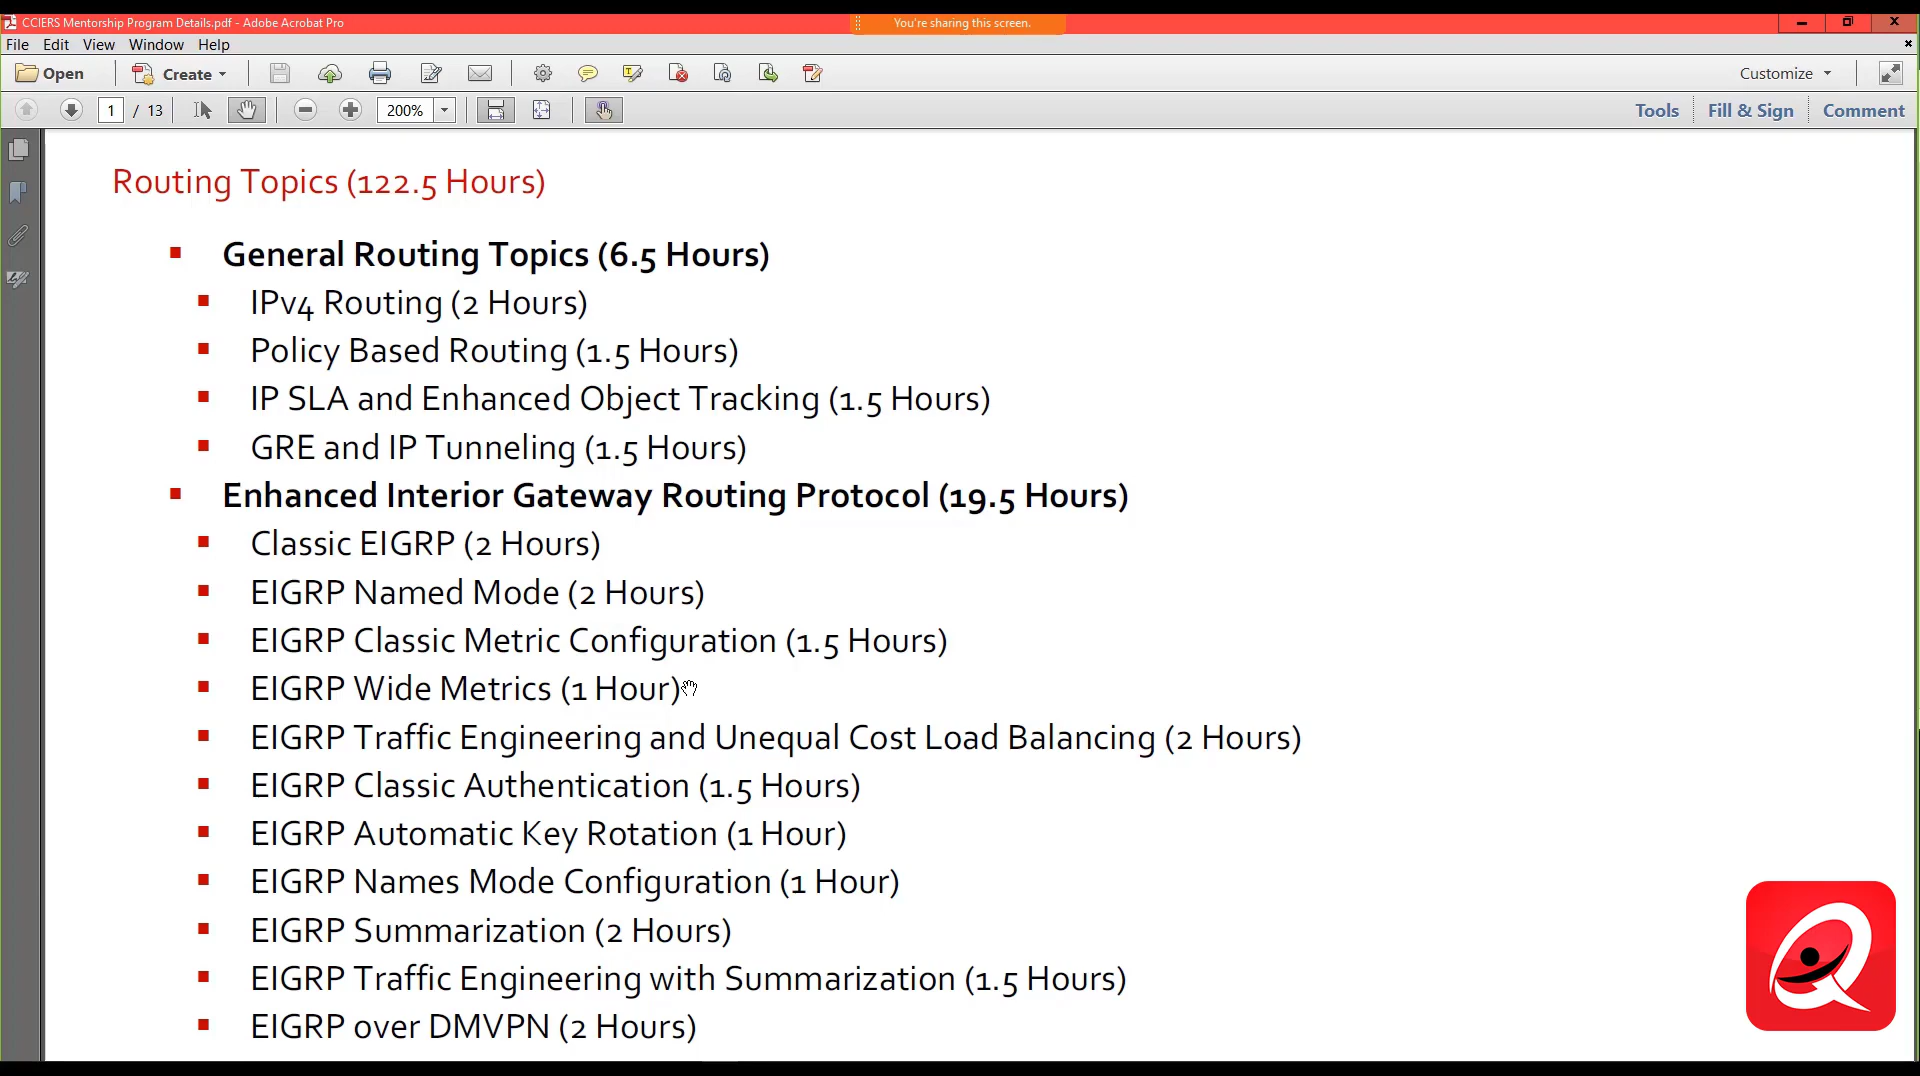 CCIERS Mentorship Program Details.pdf - Adobe Acrobat Pro
You're sharing this screen.
File Edit View Window Help
Open Create Customize
1 / 13 200% Tools Fill & Sign Comment
Routing Topics (122.5 Hours)
General Routing Topics (6.5 Hours)
IPv4 Routing (2 Hours)
Policy Based Routing (1.5 Hours)
IP SLA and Enhanced Object Tracking (1.5 Hours)
GRE and IP Tunneling (1.5 Hours)
Enhanced Interior Gateway Routing Protocol (19.5 Hours)
Classic EIGRP (2 Hours)
EIGRP Named Mode (2 Hours)
EIGRP Classic Metric Configuration (1.5 Hours)
EIGRP Wide Metrics (1 Hour)
EIGRP Traffic Engineering and Unequal Cost Load Balancing (2 Hours)
EIGRP Classic Authentication (1.5 Hours)
EIGRP Automatic Key Rotation (1 Hour)
EIGRP Names Mode Configuration (1 Hour)
EIGRP Summarization (2 Hours)
EIGRP Traffic Engineering with Summarization (1.5 Hours)
EIGRP over DMVPN (2 Hours)